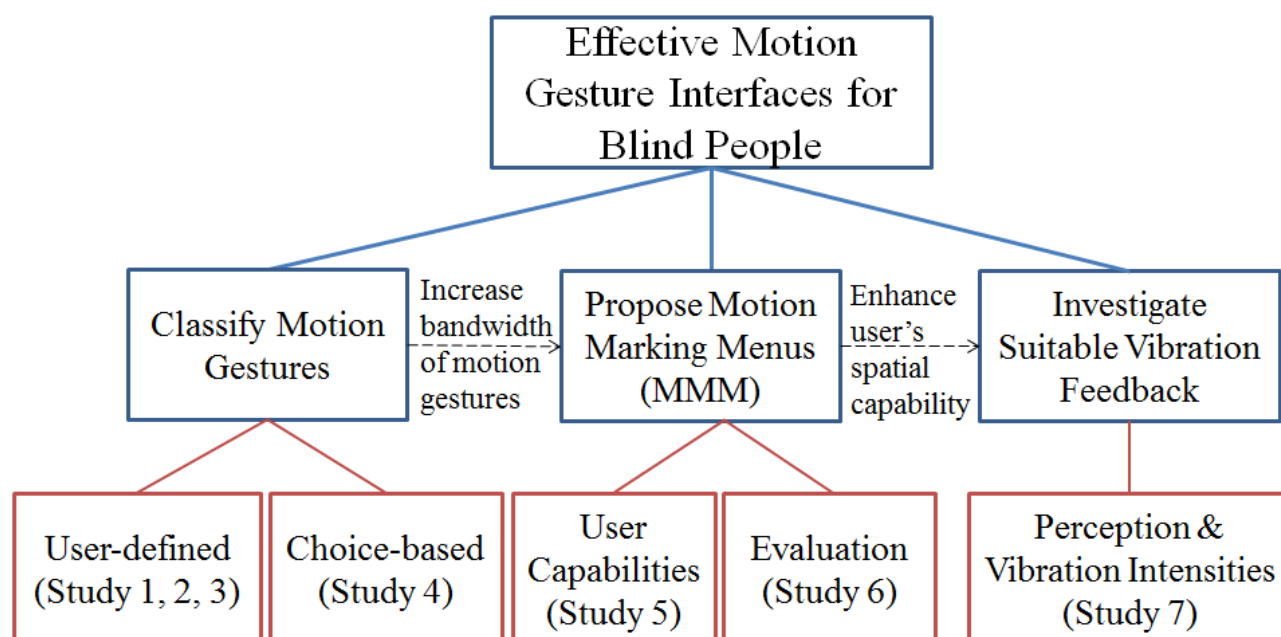 Effective Motion
Gesture Interfaces for
Blind People
Classify Motion
Gestures
Increase
bandwidth
of motion
gestures
Propose Motion
Marking Menus
(MMM)
Enhance
user's
spatial
capability
Investigate
Suitable Vibration
Feedback
User-defined
(Study 1, 2, 3)
Choice-based
(Study 4)
User
Capabilities
(Study 5)
Evaluation
(Study 6)
Perception &
Vibration Intensities
(Study 7)